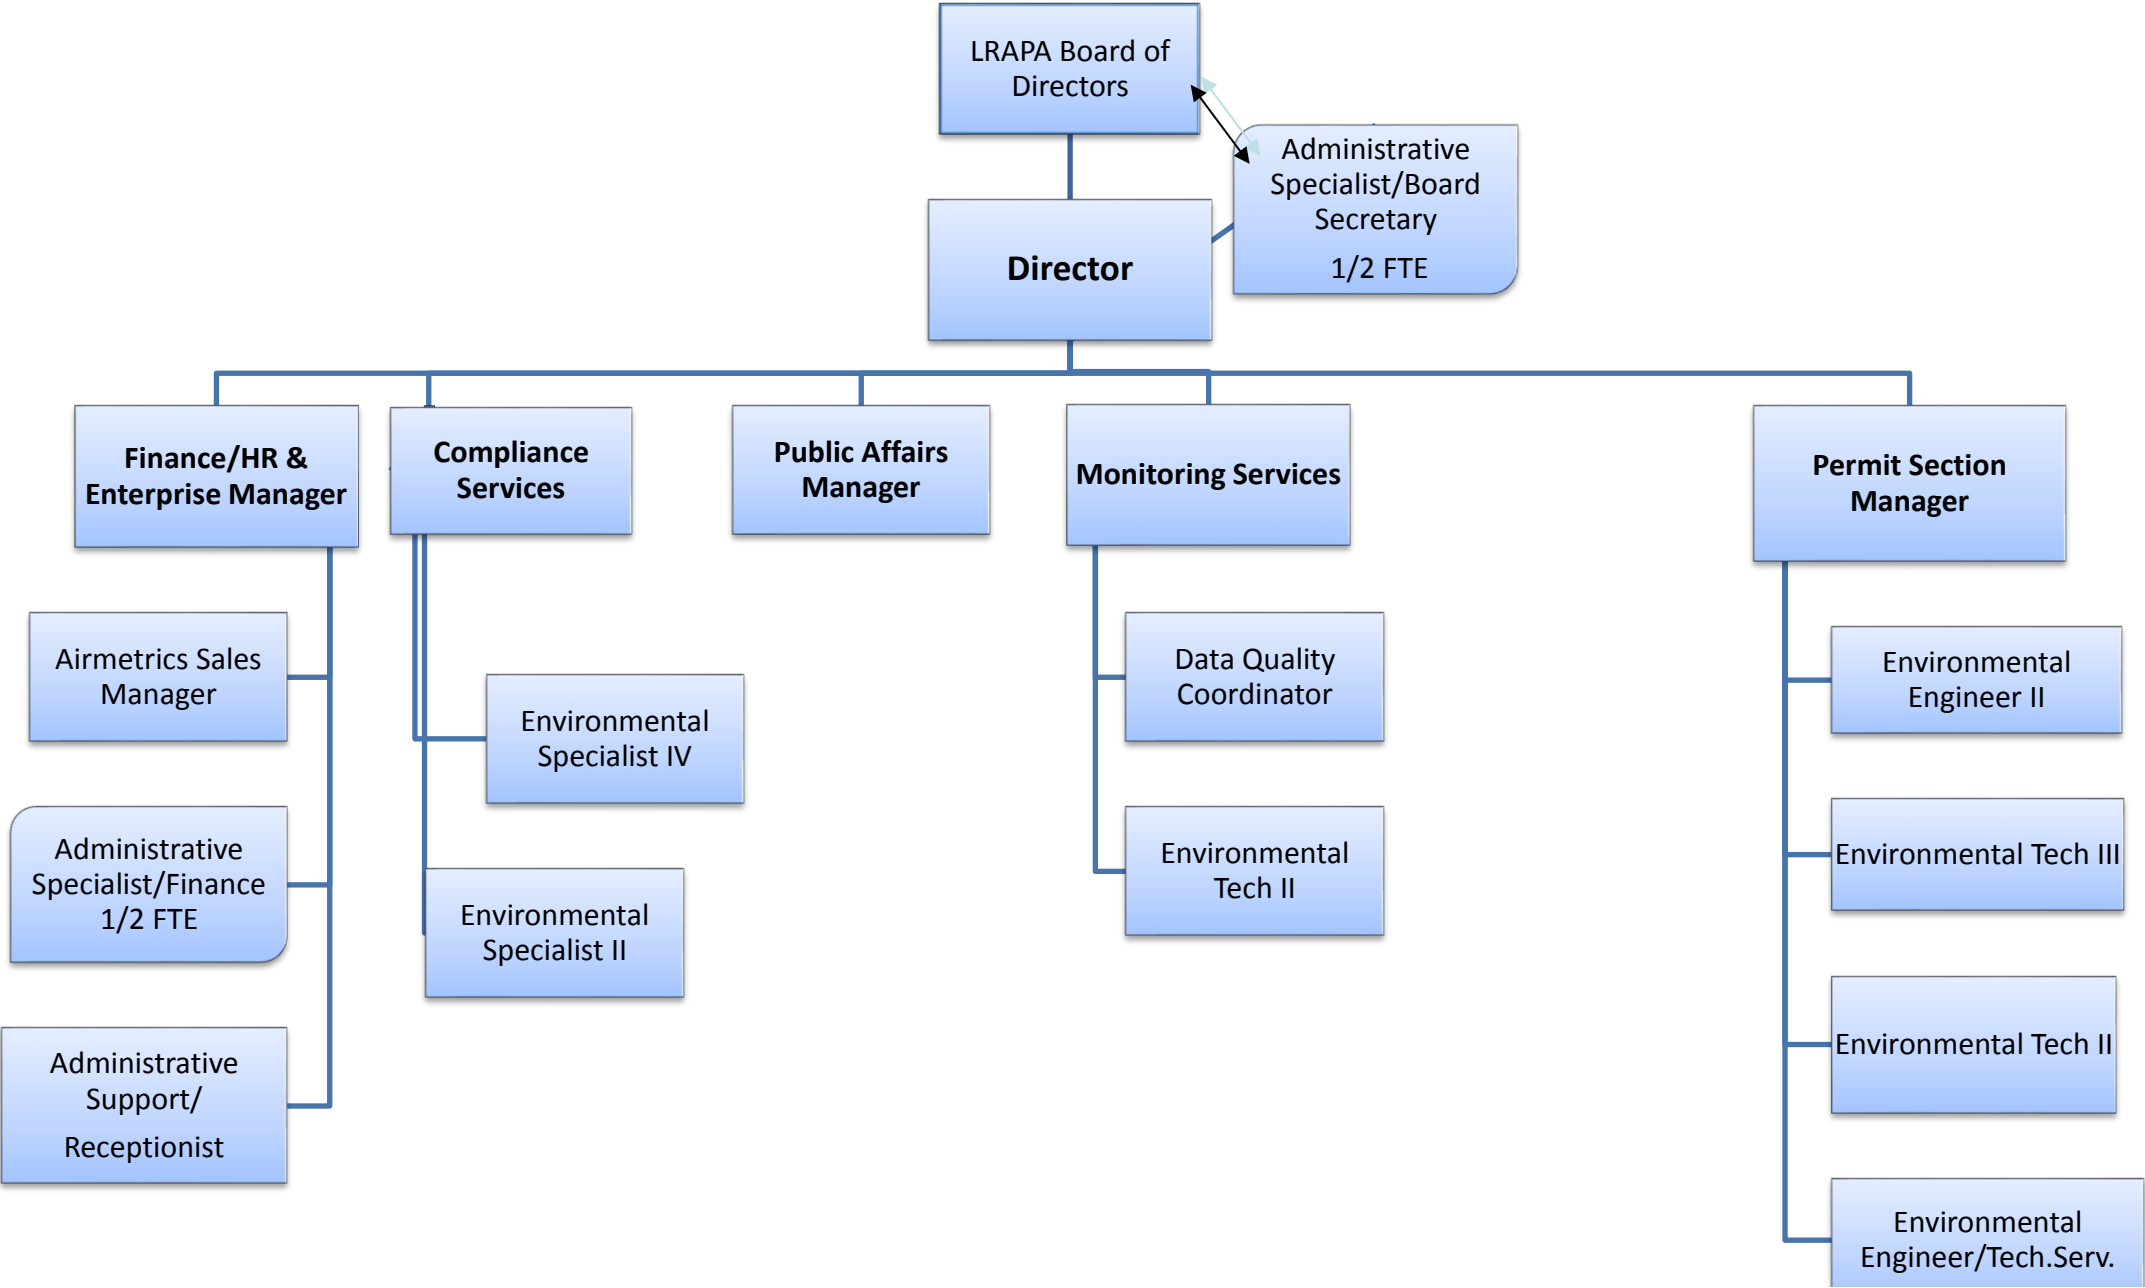 LRAPA Board of
Directors
Administrative
Specialist/Board
Secretary
1/2 FTE
Director
Finance/HR &
Enterprise Manager
Compliance
Services
Public Affairs
Manager
Monitoring Services
Permit Section
Manager
Airmetrics Sales
Manager
Administrative
Specialist/Finance
1/2 FTE
Administrative
Support/
Receptionist
Environmental
Specialist IV
Environmental
Specialist II
Data Quality
Coordinator
Environmental
Tech II
Environmental
Engineer II
Environmental Tech III
Environmental Tech II
Environmental
Engineer/Tech.Serv.